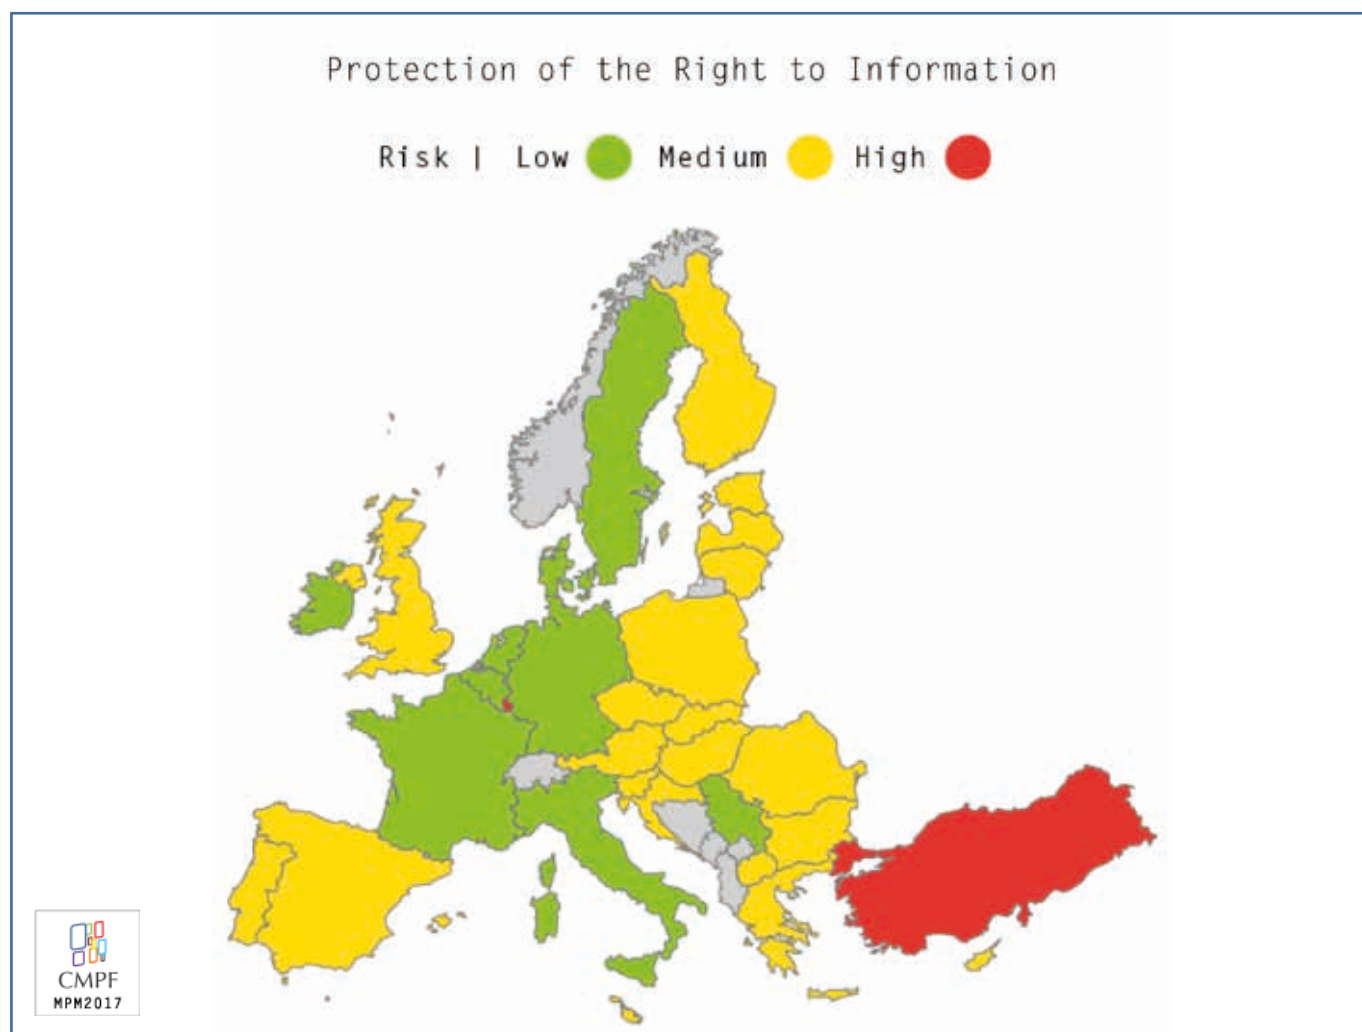 Protection of the Right to Information
Risk | Low Medium High
CMPF
MPM2017